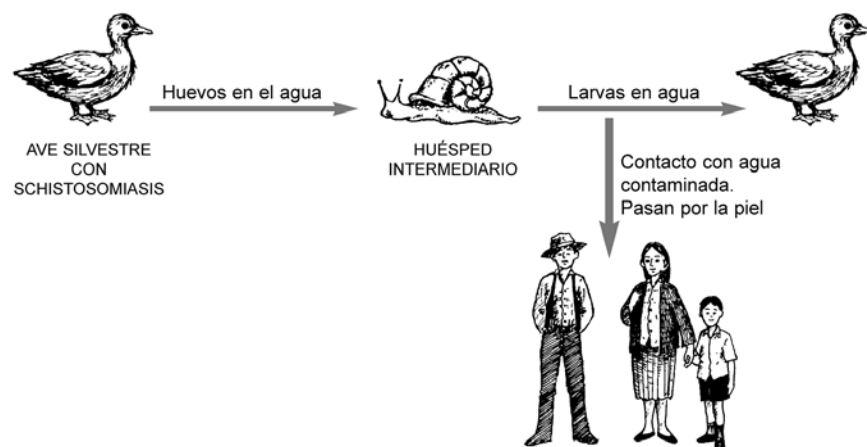 Huevos en el agua
Larvas en agua
AVE SILVESTRE
CON
SCHISTOSOMIASIS
HUÉSPED
INTERMEDIARIO
Contacto con agua
contaminada.
Pasan por la piel